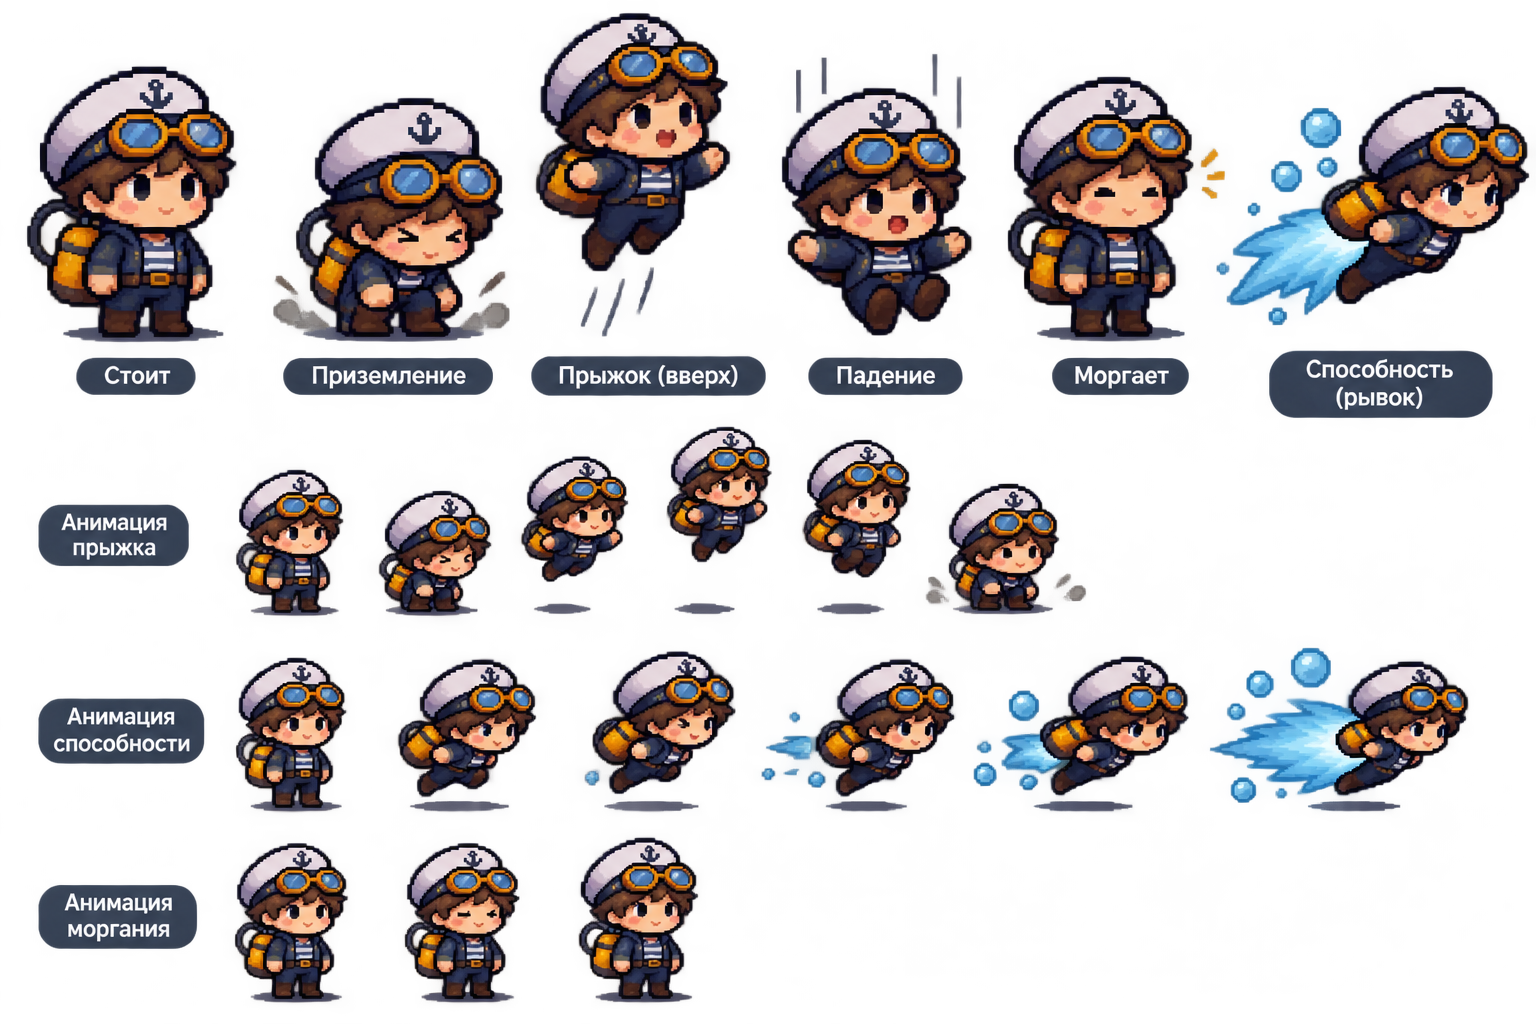 Стоит
Приземление
Прыжок (вверх)
Падение
Моргает
Способность
(рывок)
Анимация
прыжка
Анимация
способности
Анимация
моргания